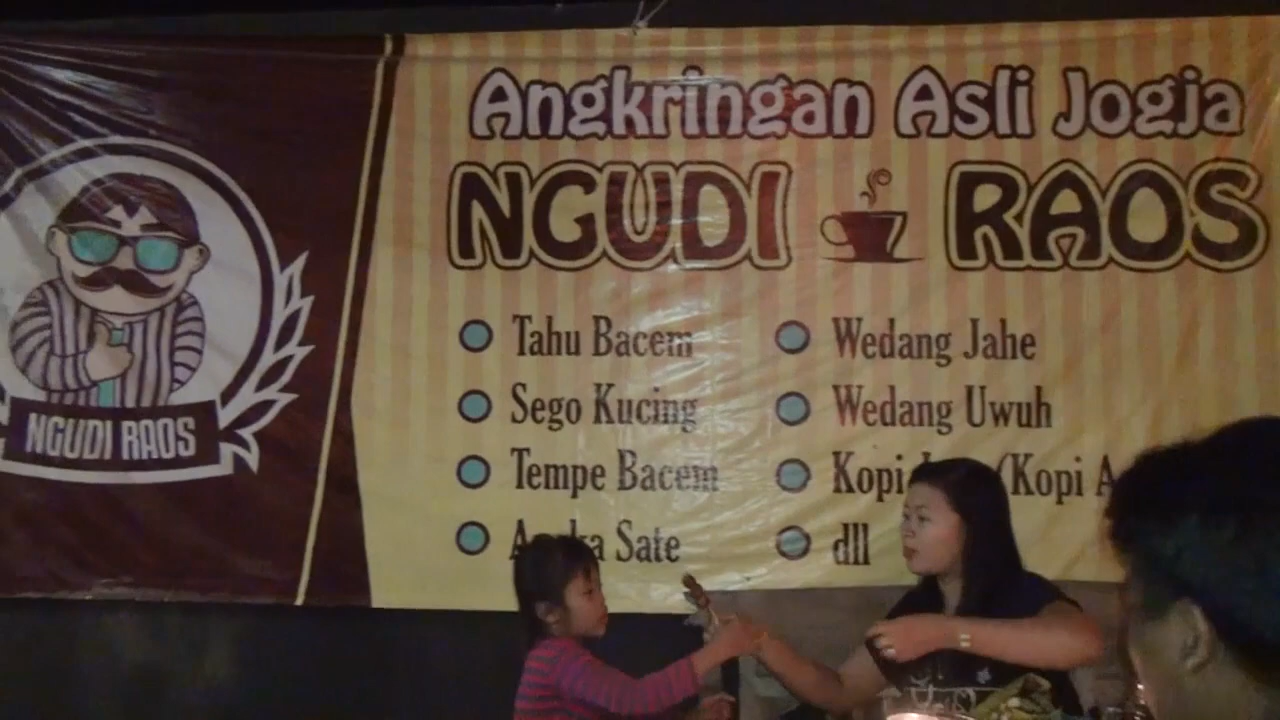 Angkringan Asli Jogja
NGUDI RAOS
NGUDI RAOS
Tahu Bacem
Sego Kucing
Tempe Bacem
Sate
Wedang Jahe
Wedang Uwuh
Kopi (Kopi
dll